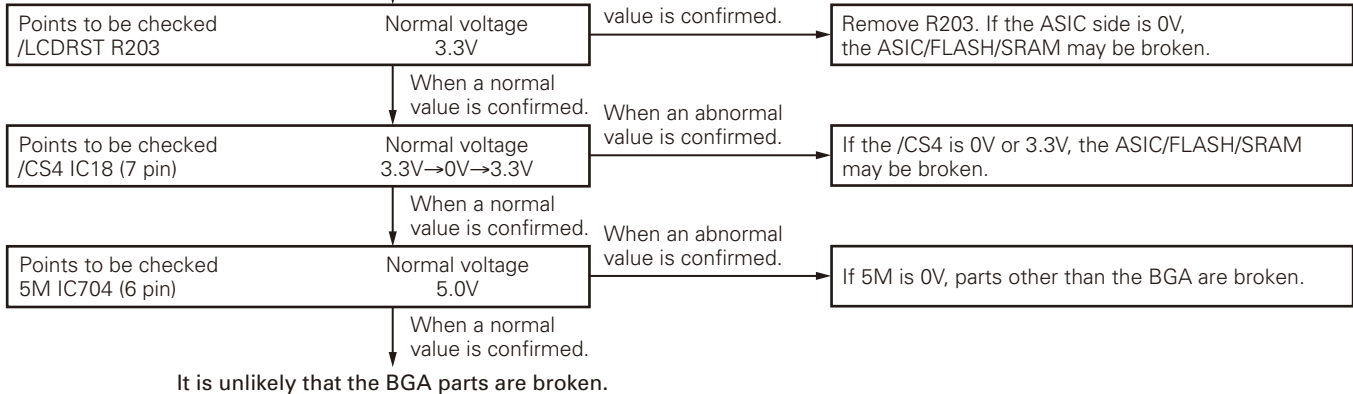 Points to be checked Normal voltage
/LCDRST R203 3.3V
value is confirmed.
Remove R203. If the ASIC side is 0V,
the ASIC/FLASH/SRAM may be broken.
When a normal
value is confirmed.
When an abnormal
value is confirmed.
Points to be checked Normal voltage
/CS4 IC18 (7 pin) 3.3V→0V→3.3V
If the /CS4 is 0V or 3.3V, the ASIC/FLASH/SRAM
may be broken.
When a normal
value is confirmed.
When an abnormal
value is confirmed.
Points to be checked Normal voltage
5M IC704 (6 pin) 5.0V
If 5M is 0V, parts other than the BGA are broken.
When a normal
value is confirmed.
It is unlikely that the BGA parts are broken.